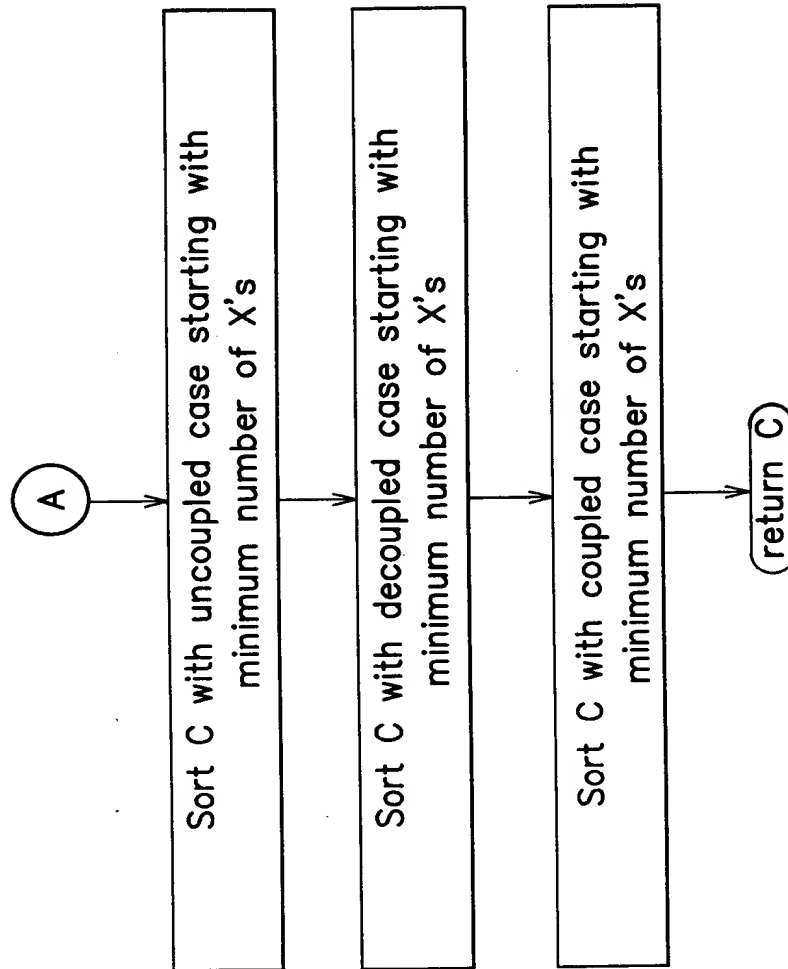 A
Sort C with uncoupled case starting with
minimum number of X's
Sort C with decoupled case starting with
minimum number of X's
Sort C with coupled case starting with
minimum number of X's
return C